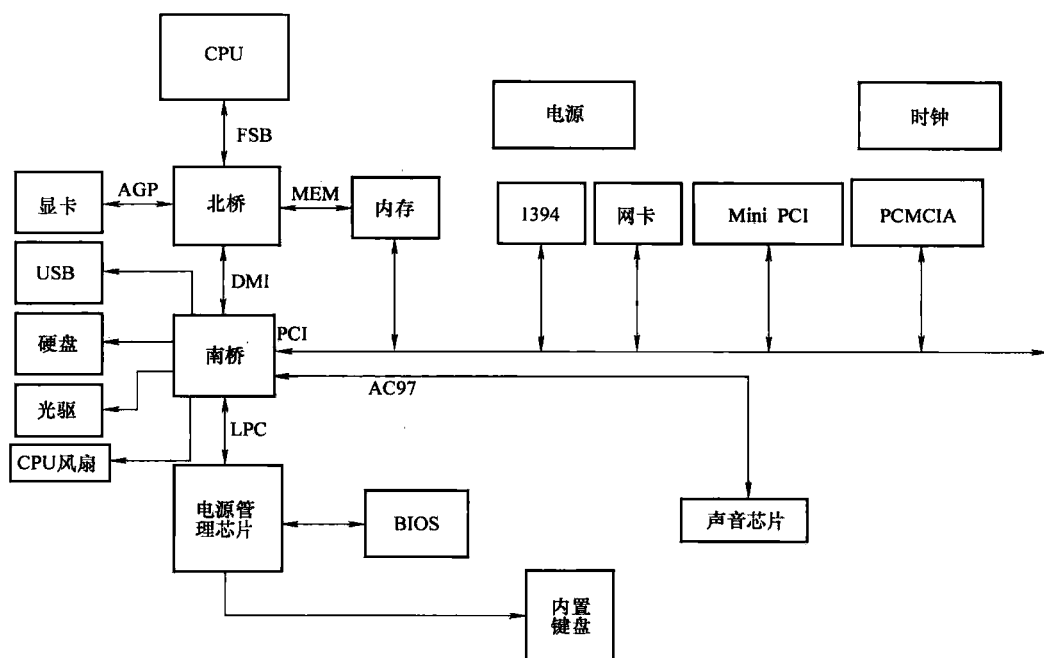 CPU
电源
时钟
FSB
AGP
MEM
显卡
北桥
内存
1394
网卡
Mini PCI
PCMCIA
USB
DMI
硬盘
南桥
PCI
AC97
光驱
LPC
CPU风扇
电源管
理芯片
BIOS
声音芯片
内置
键盘